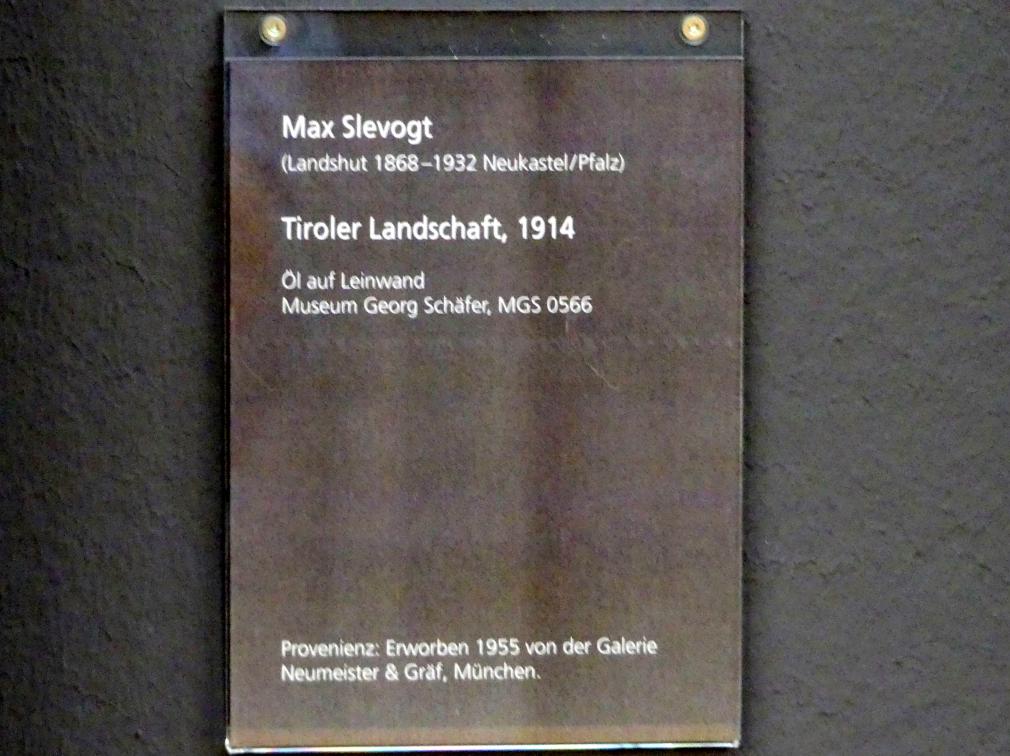 Max Slevogt
(Landshut 1868–1932 Neukastel/Pfalz)
Tiroler Landschaft, 1914
Öl auf Leinwand
Museum Georg Schäfer, MGS 0566
Provenienz: Erworben 1955 von der Galerie
Neumeister & Gräf, München.